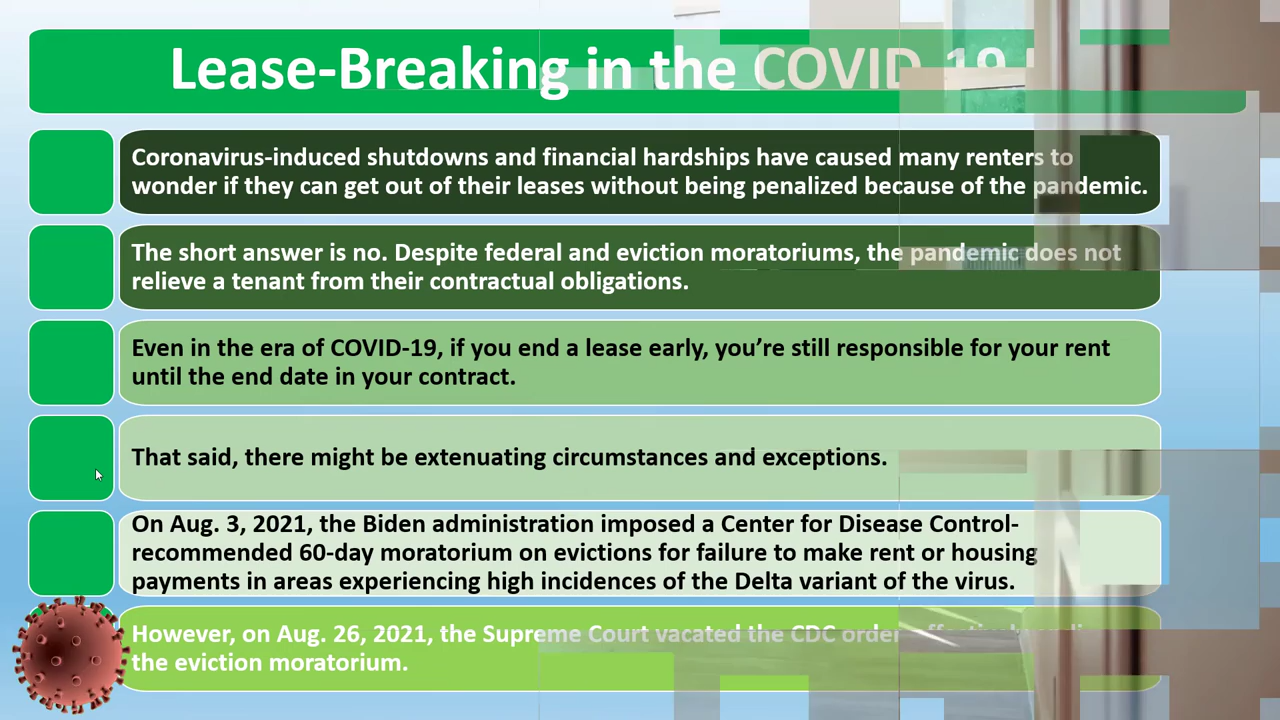 Lease-Breaking in the COVID-19
Coronavirus-induced shutdowns and financial hardships have caused many renters to
wonder if they can get out of their leases without being penalized because of the pandemic.
The short answer is no. Despite federal and eviction moratoriums, the pandemic does not
relieve a tenant from their contractual obligations.
Even in the era of COVID-19, if you end a lease early, you’re still responsible for your rent
until the end date in your contract.
That said, there might be extenuating circumstances and exceptions.
On Aug. 3, 2021, the Biden administration imposed a Center for Disease Control-
recommended 60-day moratorium on evictions for failure to make rent or housing
payments in areas experiencing high incidences of the Delta variant of the virus.
However, on Aug. 26, 2021, the Supreme Court vacated the CDC order
the eviction moratorium.